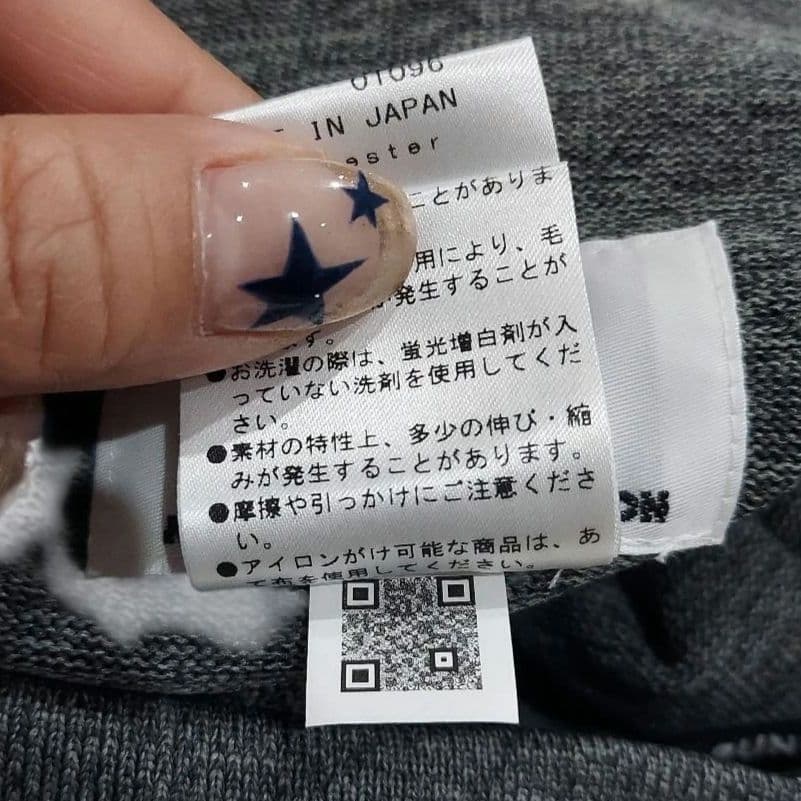 01096
IN JAPAN
ester
ことがありま
用により、毛
が発生することが
ます。
●お洗濯の際は、蛍光増白剤が入
っていない洗剤を使用してくだ
さい。
●素材の特性上、多少の伸び・縮
みが発生することがあります。
●摩擦や引っかけにご注意くださ
い。
●アイロンがけ可能な商品は、あ
て布を使用してください。